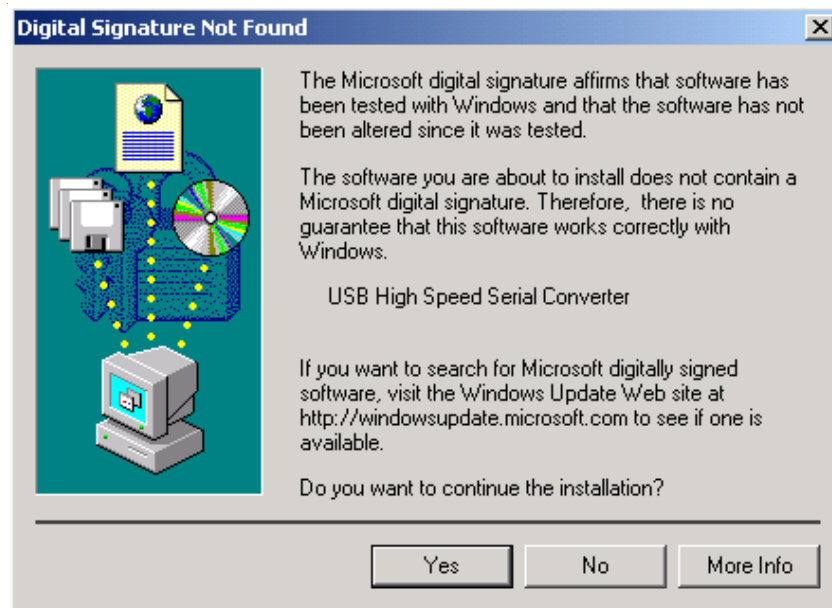 Digital Signature Not Found
The Microsoft digital signature affirms that software has
been tested with Windows and that the software has not
been altered since it was tested.
The software you are about to install does not contain a
Microsoft digital signature. Therefore,  there is no
guarantee that this software works correctly with
Windows.
USB High Speed Serial Converter
If you want to search for Microsoft digitally signed
software, visit the Windows Update Web site at
http://windowsupdate.microsoft.com to see if one is
available.
Do you want to continue the installation?
Yes No More Info